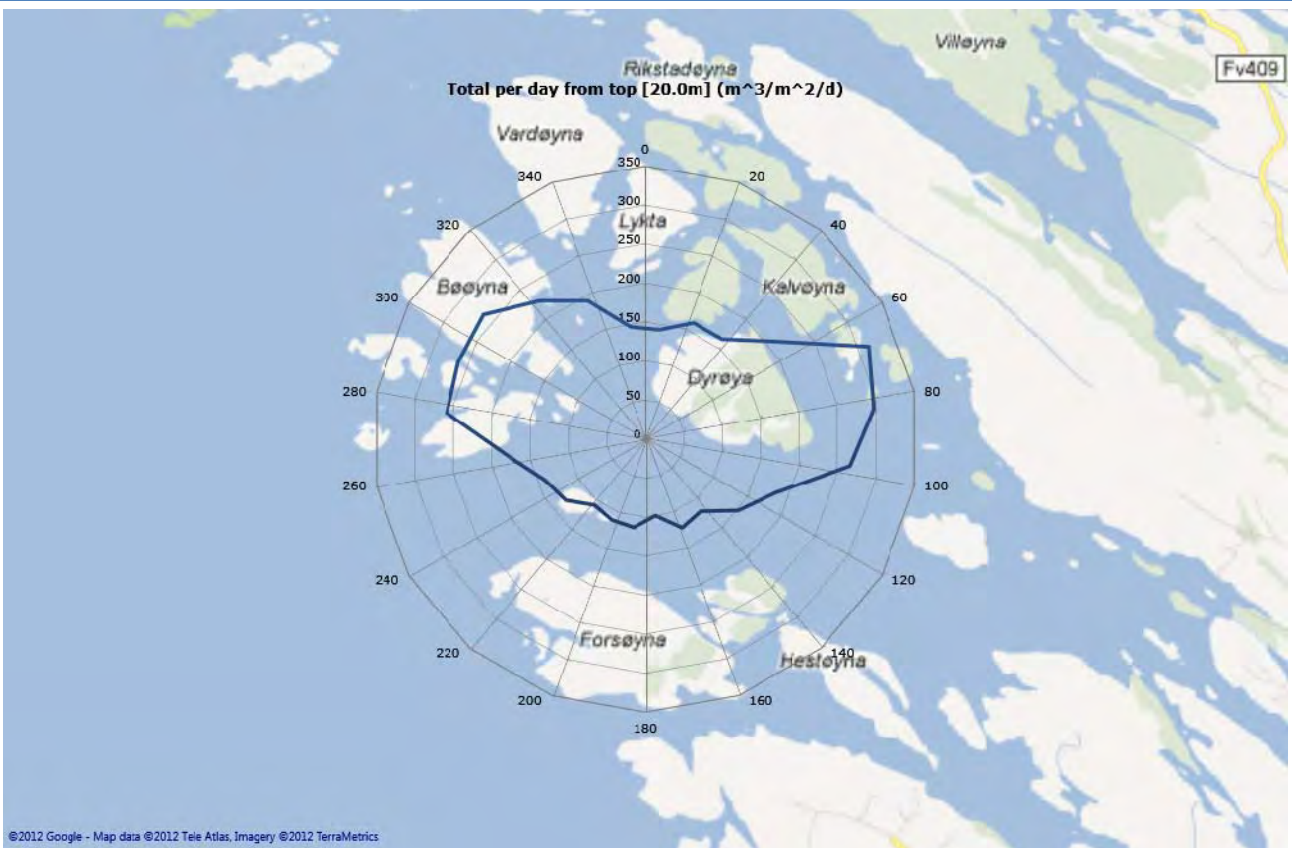 Villøyna
Fv409
Rikstadøyna
Total per day from top [20.0m] (m^3/m^2/d)
Vardøyna
0
350
340
20
300
Lykta
320
40
250
200
Bøøyna
Kalvøyna
300
60
150
100
Dyrøya
50
280
80
0
260
100
240
120
Forsøyna
220
140
Hestøyna
200
160
180
©2012 Google - Map data ©2012 Tele Atlas, Imagery ©2012 TerraMetrics